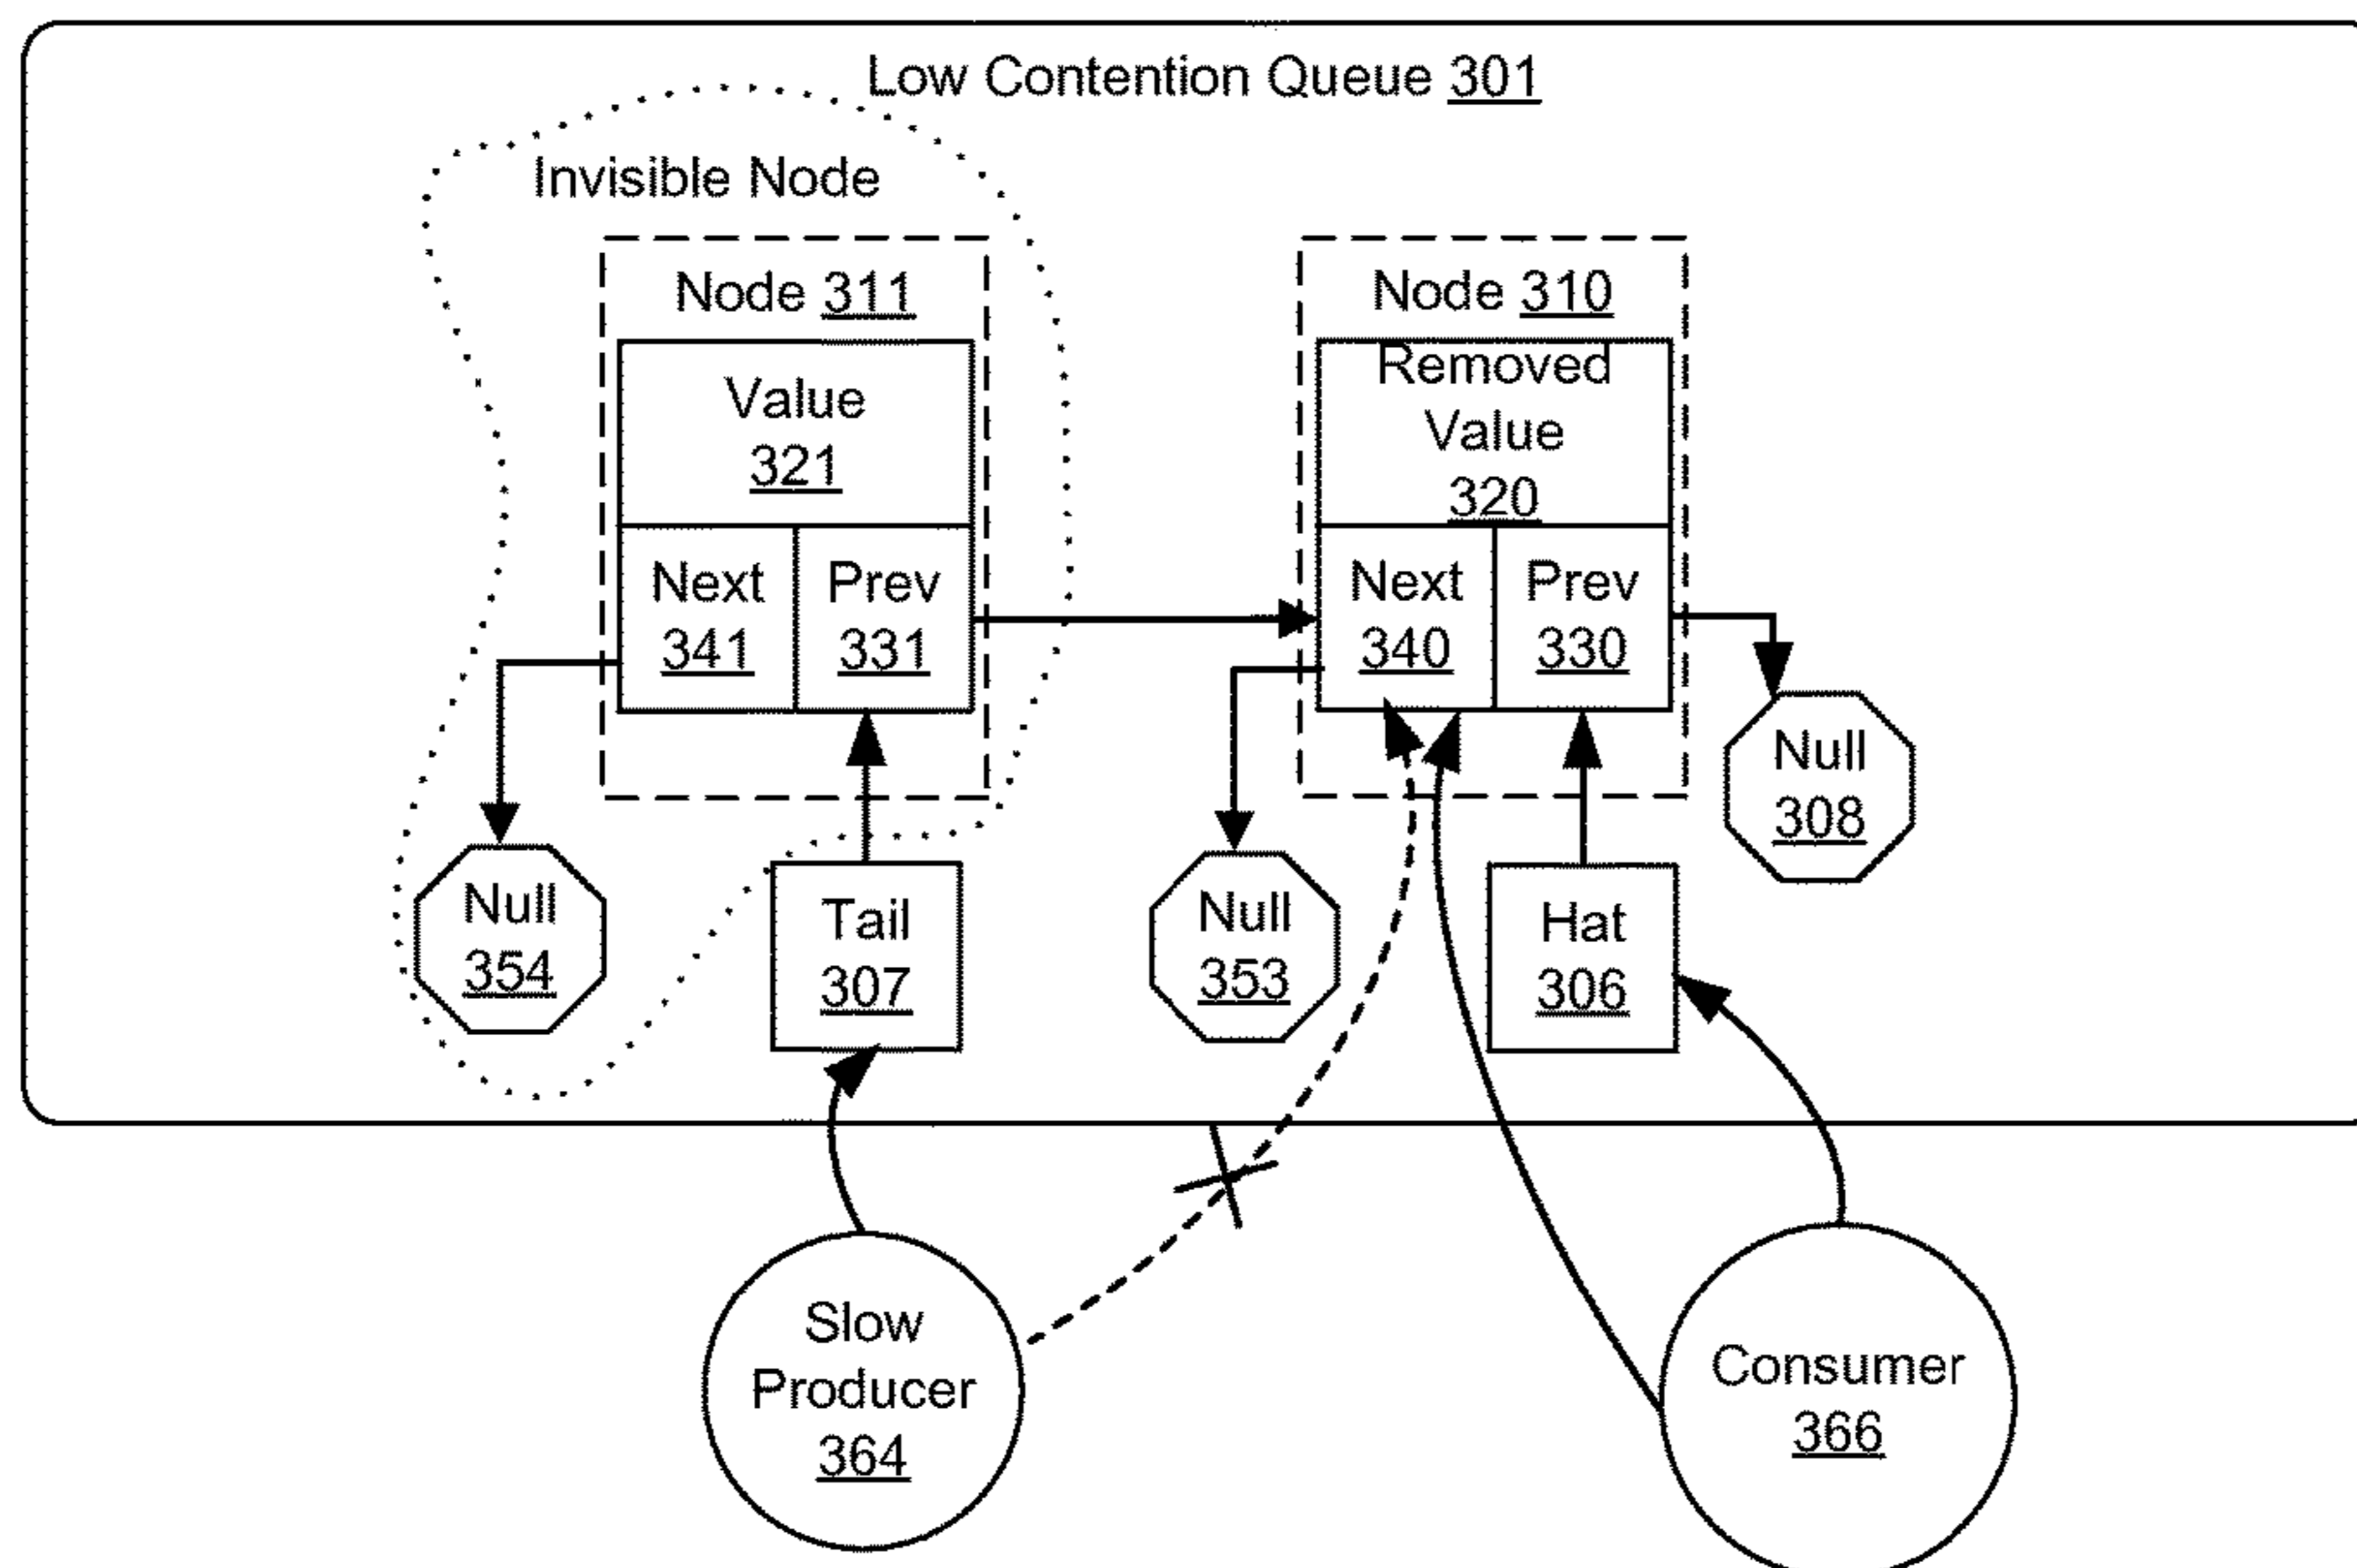 Low Contention Queue 301
Invisible Node
Node 311
Value
321
Next
341
Prev
331
Node 310
Removed
Value
320
Next
340
Prev
330
Null
308
Null
354
Tail
307
Null
353
Hat
306
Slow
Producer
364
Consumer
366